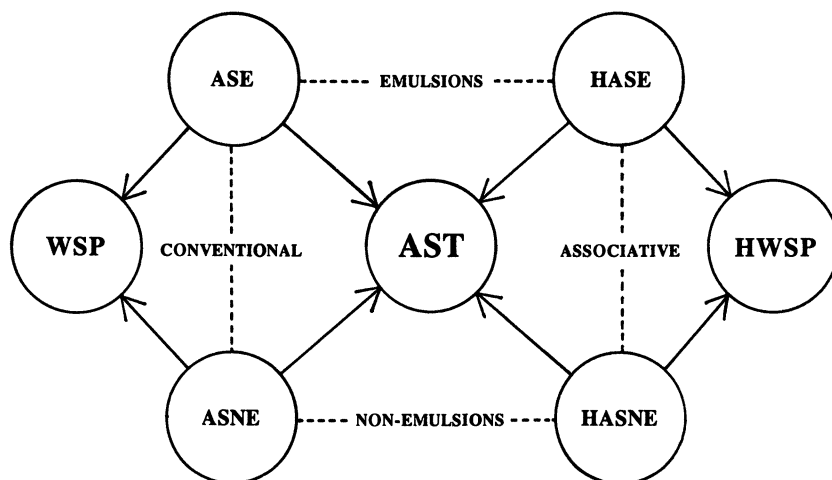 ASE
EMULSIONS
HASE
WSP
CONVENTIONAL
AST
ASSOCIATIVE
HWSP
ASNE
NON-EMULSIONS
HASNE